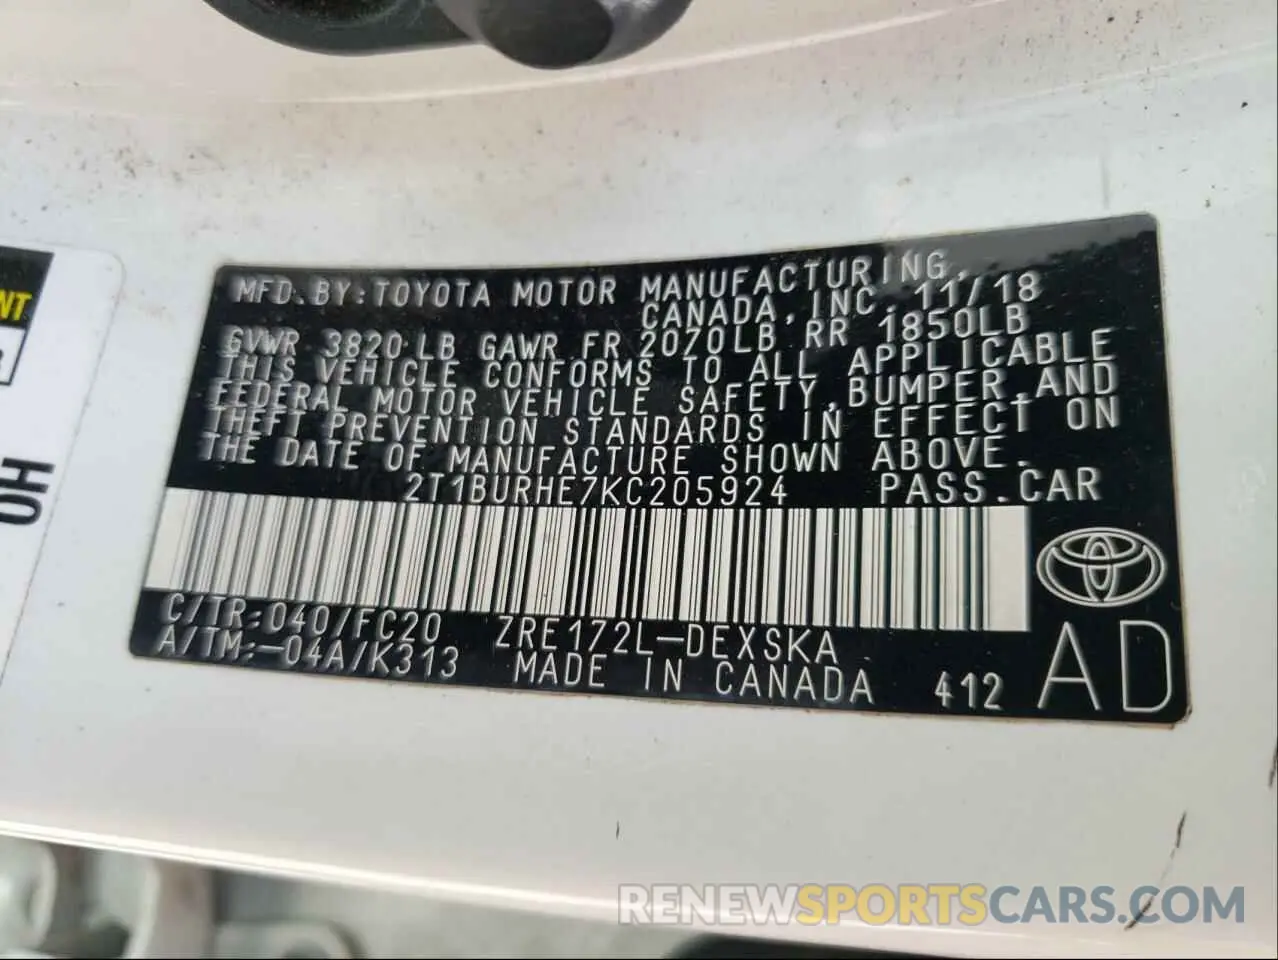 MFD. BY: TOYOTA MOTOR MANUFACTURING,
CANADA, INC. 11/18
GVWR 3820 LB GAWR FR 2070LB RR 1850LB
THIS VEHICLE CONFORMS TO ALL APPLICABLE
FEDERAL MOTOR VEHICLE SAFETY, BUMPER, AND
THEFT PREVENTION STANDARDS IN EFFECT ON
THE DATE OF MANUFACTURE SHOWN ABOVE.
2T1BURHE7KC205924 PASS. CAR
C/TR: 040/FC20 ZRE172L-DEXSKA
A/TM: -04A/K313 MADE IN CANADA 412 AD
RENEWSPORTSCARS.COM